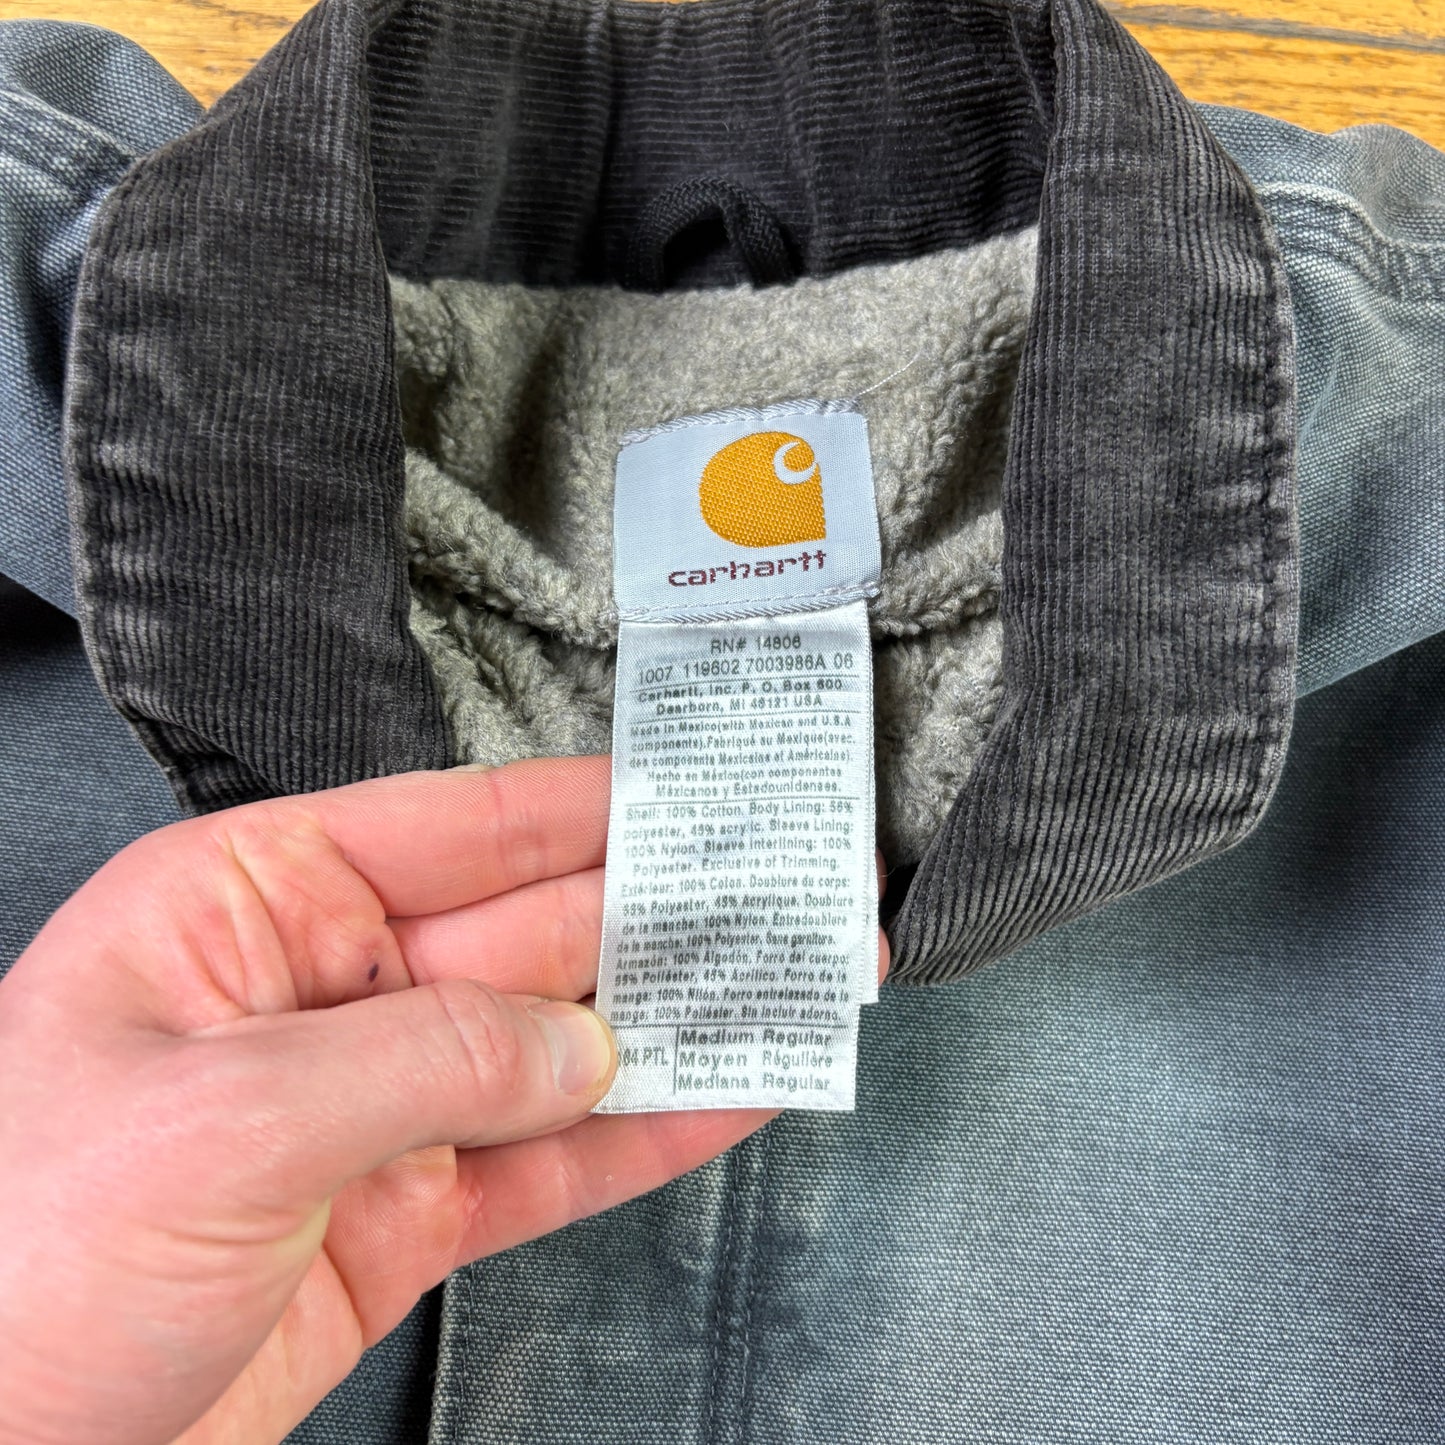 carhartt
RN# 14806
1007 119602 7003986A 06
Carhartt, Inc. P. O. Box 600
Dearborn, MI 48121 USA
Made in Mexico(with Mexican and U.S.A
components).Fabriqué au Mexique(avec
des composants Mexicains et Américains).
Hecho en México(con componentes
Méxicanos y Estadounidenses.
Shell: 100% Cotton. Body Lining: 55%
polyester, 45% acrylic. Sleeve Lining:
100% Nylon. Sleeve Interlining: 100%
Polyester. Exclusive of Trimming.
Extérieur: 100% Coton. Doublure du corps:
55% Polyester, 45% Acrylique. Doublure
de la manche: 100% Nylon. Entredoublure
de la manche: 100% Polyester. Sans garniture.
Armazón: 100% Algodón. Forro del cuerpo:
55% Poliéster, 45% Acrílico. Forro de la
manga: 100% Nilón. Forro entrelazado de la
manga: 100% Poliéster. Sin incluir adorno.
PTL
Medium Regular
Moyen Régulière
Mediana Regular